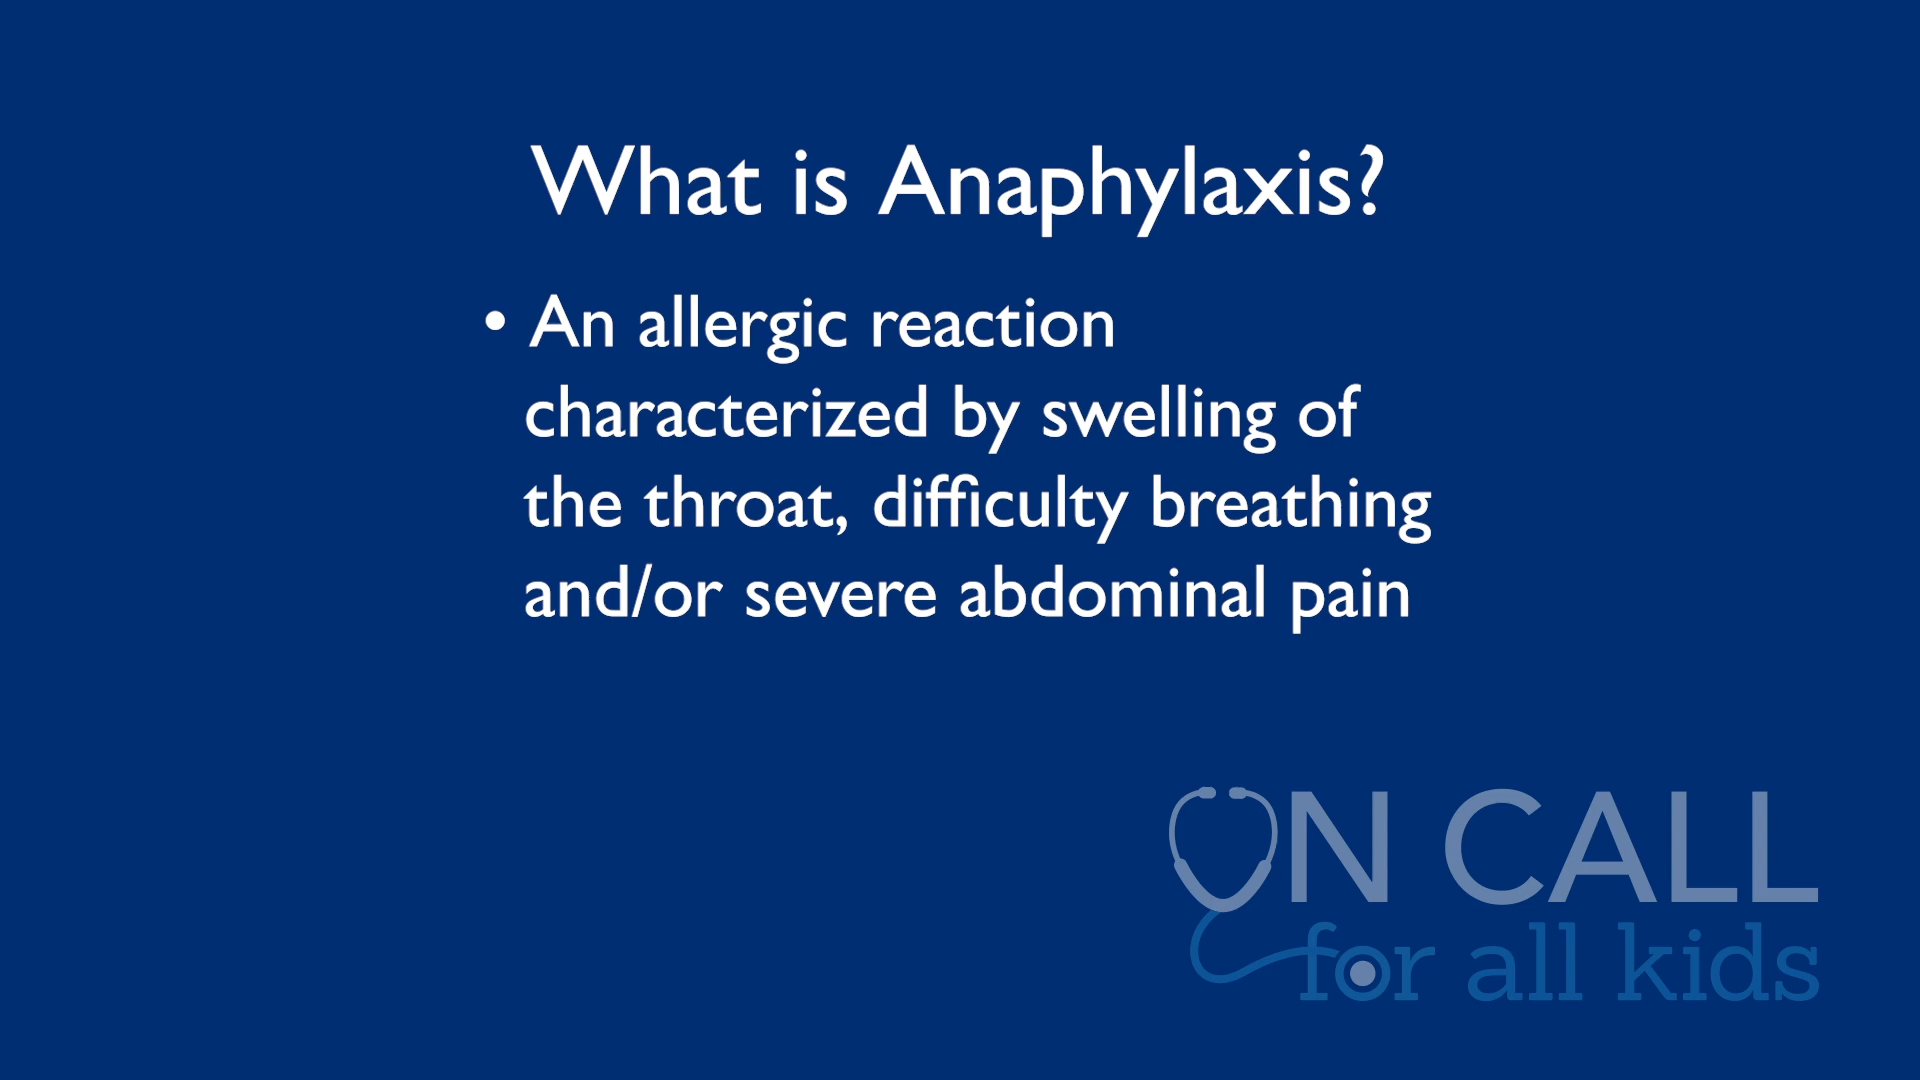 What is Anaphylaxis?
• An allergic reaction
characterized by swelling of
the throat, difficulty breathing
and/or severe abdominal pain
ON CALL
for all kids